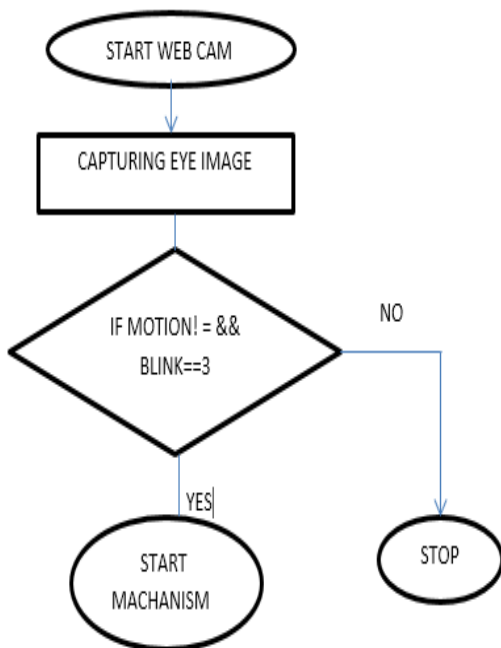 START WEB CAM
CAPTURING EYE IMAGE
IF MOTION! = &&
BLINK==3
NO
YES
START
MACHANISM
STOP